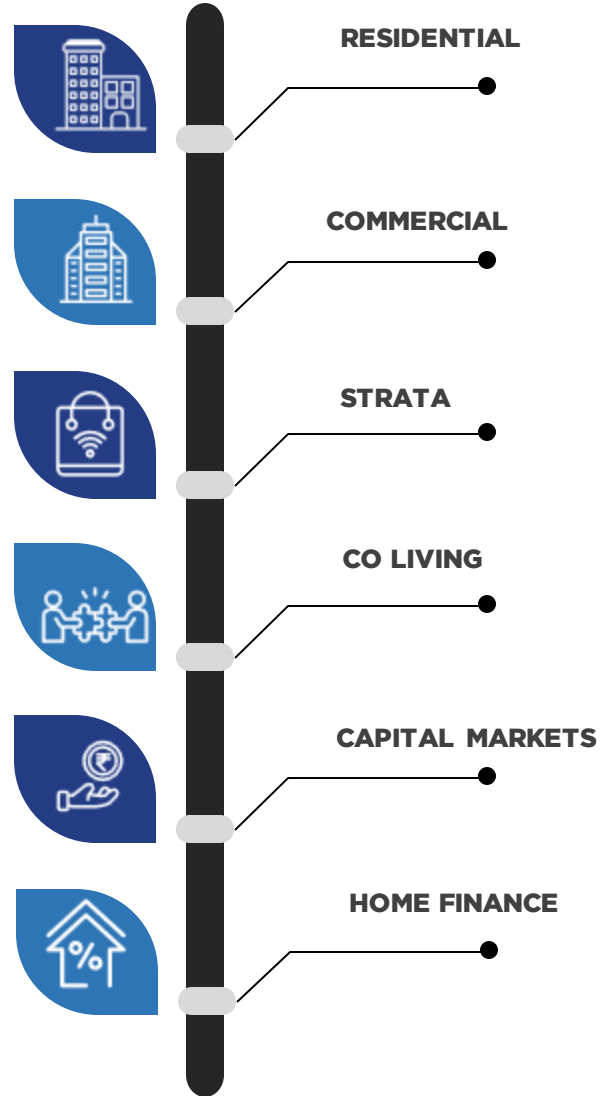 RESIDENTIAL
COMMERCIAL
STRATA
CO LIVING
CAPITAL MARKETS
HOME FINANCE